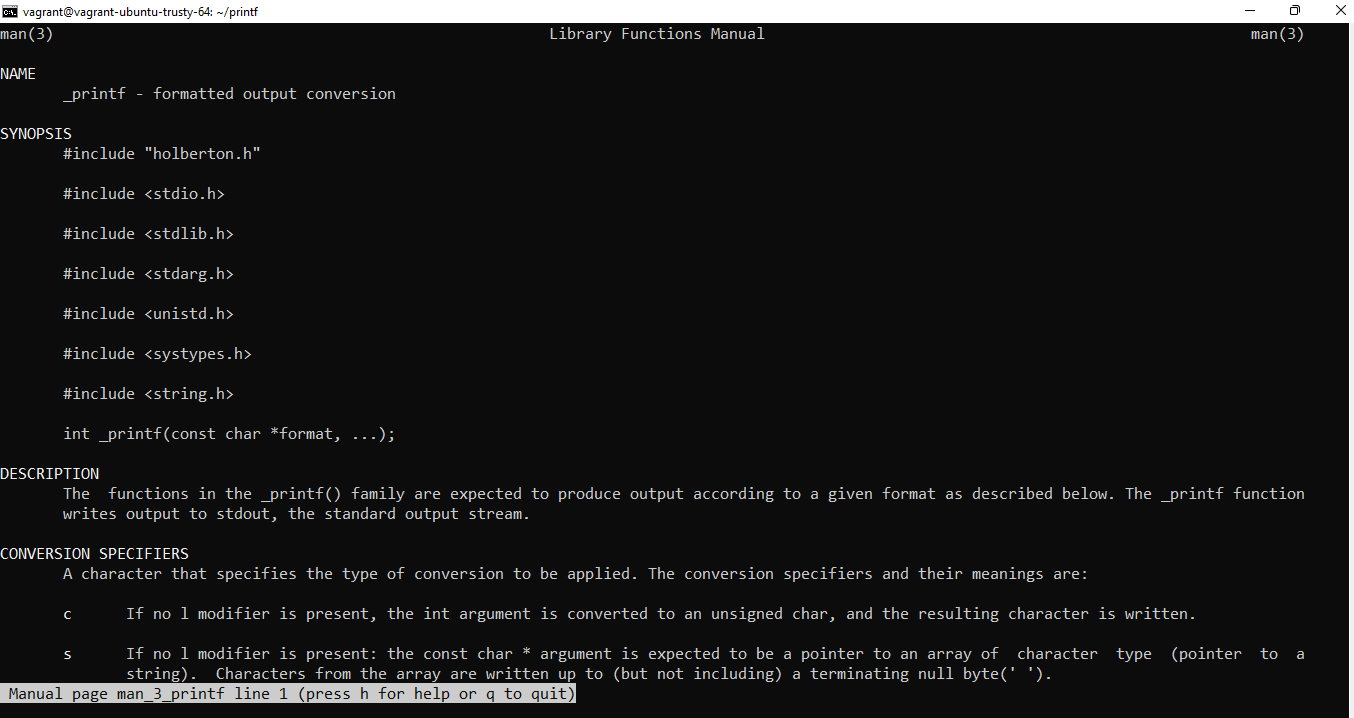 vagrant@vagrant-ubuntu-trusty-64: ~/printf
man(3) Library Functions Manual man(3)
NAME
_printf - formatted output conversion
SYNOPSIS
#include "holberton.h"
#include <stdio.h>
#include <stdlib.h>
#include <stdarg.h>
#include <unistd.h>
#include <systypes.h>
#include <string.h>
int _printf(const char *format, ...);
DESCRIPTION
The functions in the _printf() family are expected to produce output according to a given format as described below. The _printf function
writes output to stdout, the standard output stream.
CONVERSION SPECIFIERS
A character that specifies the type of conversion to be applied. The conversion specifiers and their meanings are:
c If no l modifier is present, the int argument is converted to an unsigned char, and the resulting character is written.
s If no l modifier is present: the const char * argument is expected to be a pointer to an array of character type (pointer to a
string). Characters from the array are written up to (but not including) a terminating null byte(' ').
Manual page man_3_printf line 1 (press h for help or q to quit)